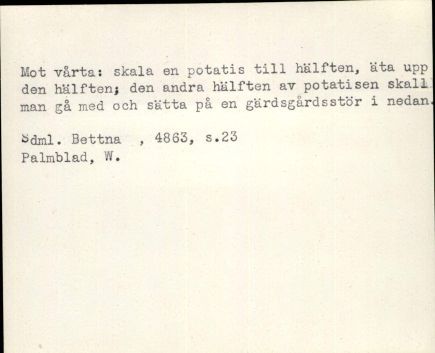 Mot vårta: skala en potatis till hälften, äta upp
den hälften; den andra hälften av potatisen skall
man gå med och sätta på en gärdsgårdsstör i nedan.
Sdml. Bettna , 4863, s.23
Palmblad, W.